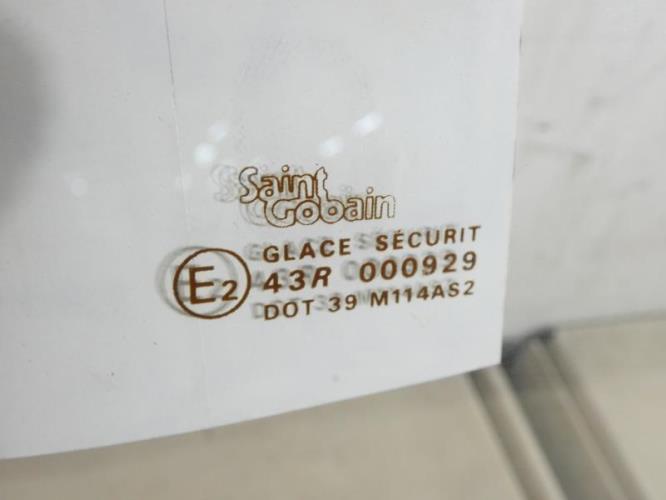 Saint
Gobain
GLACE SÉCURIT
E2 43R 000929
DOT 39 M114AS2